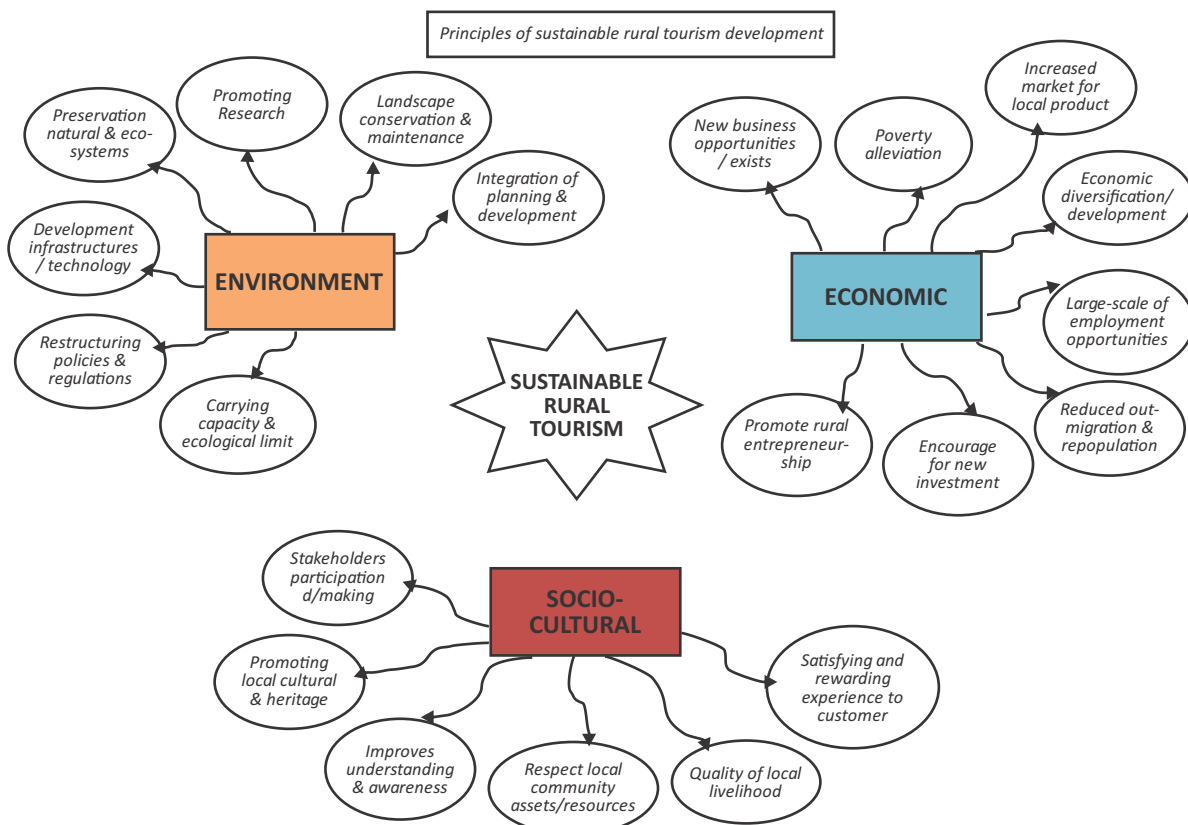 Principles of sustainable rural tourism development
Preservation
natural & eco-
systems
Promoting
Research
Landscape
conservation &
maintenance
Integration of
planning &
development
Development
infrastructures
/ technology
ENVIRONMENT
Restructuring
policies &
regulations
Carrying
capacity &
ecological limit
New business
opportunities
/ exists
Poverty
alleviation
Increased
market for
local product
Economic
diversification/
development
ECONOMIC
Large-scale of
employment
opportunities
Promote rural
entrepreneur-
ship
Encourage
for new
investment
Reduced out-
migration &
repopulation
SUSTAINABLE
RURAL
TOURISM
Stakeholders
participation
d/making
SOCIO-
CULTURAL
Promoting
local cultural
& heritage
Satisfying and
rewarding
experience to
customer
Improves
understanding
& awareness
Respect local
community
assets/resources
Quality of local
livelihood